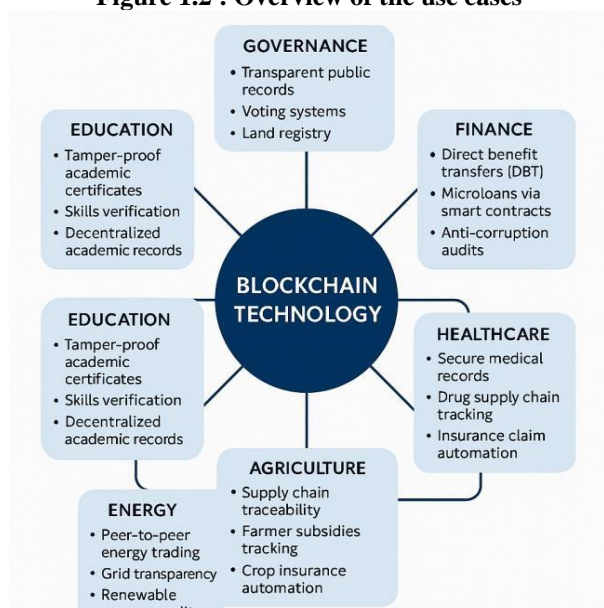 Figure 1.2 : Overview of the use cases
GOVERNANCE
• Transparent public
records
• Voting systems
• Land registry
EDUCATION
• Tamper-proof
academic
certificates
• Skills verification
• Decentralized
academic records
FINANCE
• Direct benefit
transfers (DBT)
• Microloans via
smart contracts
• Anti-corruption
audits
BLOCKCHAIN
TECHNOLOGY
EDUCATION
• Tamper-proof
academic
certificates
• Skills verification
• Decentralized
academic records
HEALTHCARE
• Secure medical
records
• Drug supply chain
tracking
• Insurance claim
automation
AGRICULTURE
• Supply chain
traceability
• Farmer subsidies
tracking
• Crop insurance
automation
ENERGY
• Peer-to-peer
energy trading
• Grid transparency
• Renewable